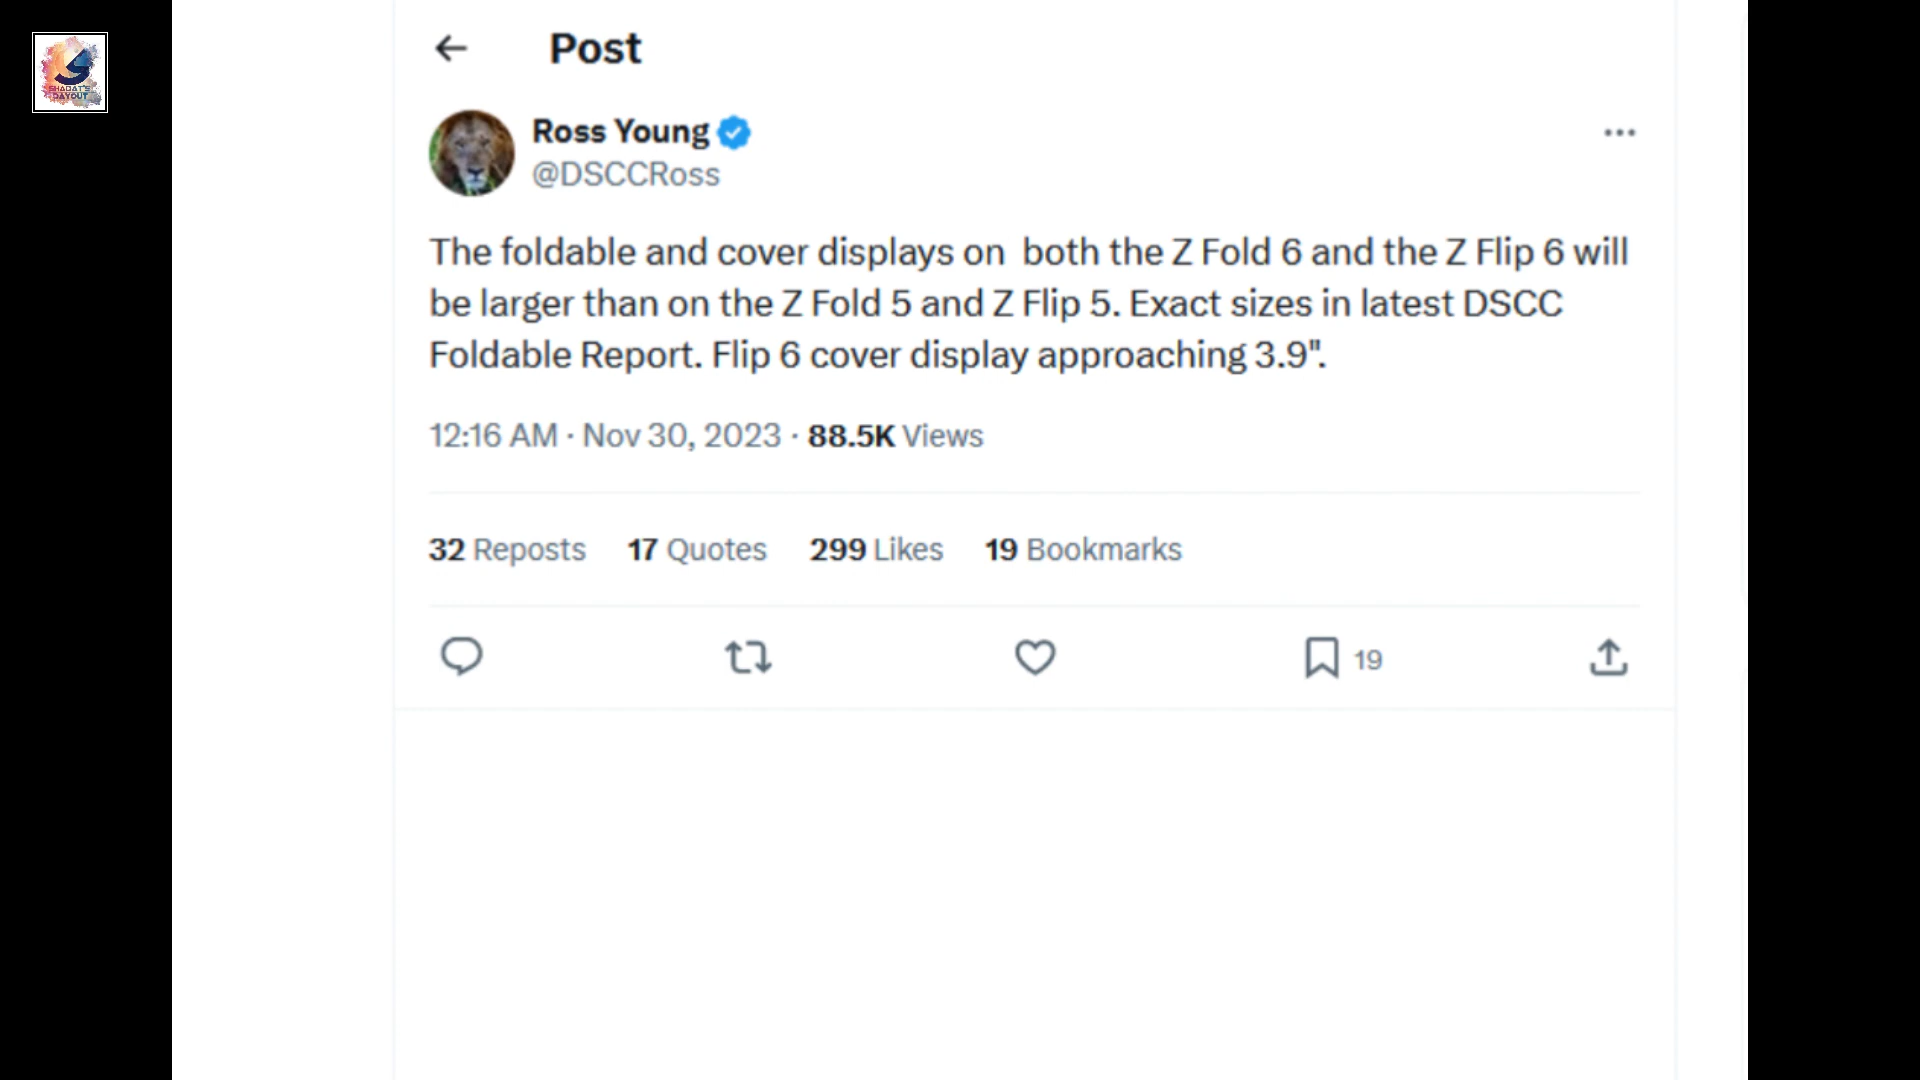 SHADAT'S
DAYOUT
Post
Ross Young
@DSCCRoss
The foldable and cover displays on  both the Z Fold 6 and the Z Flip 6 will
be larger than on the Z Fold 5 and Z Flip 5. Exact sizes in latest DSCC
Foldable Report. Flip 6 cover display approaching 3.9".
12:16 AM · Nov 30, 2023 · 88.5K Views
32 Reposts 17 Quotes 299 Likes 19 Bookmarks
19